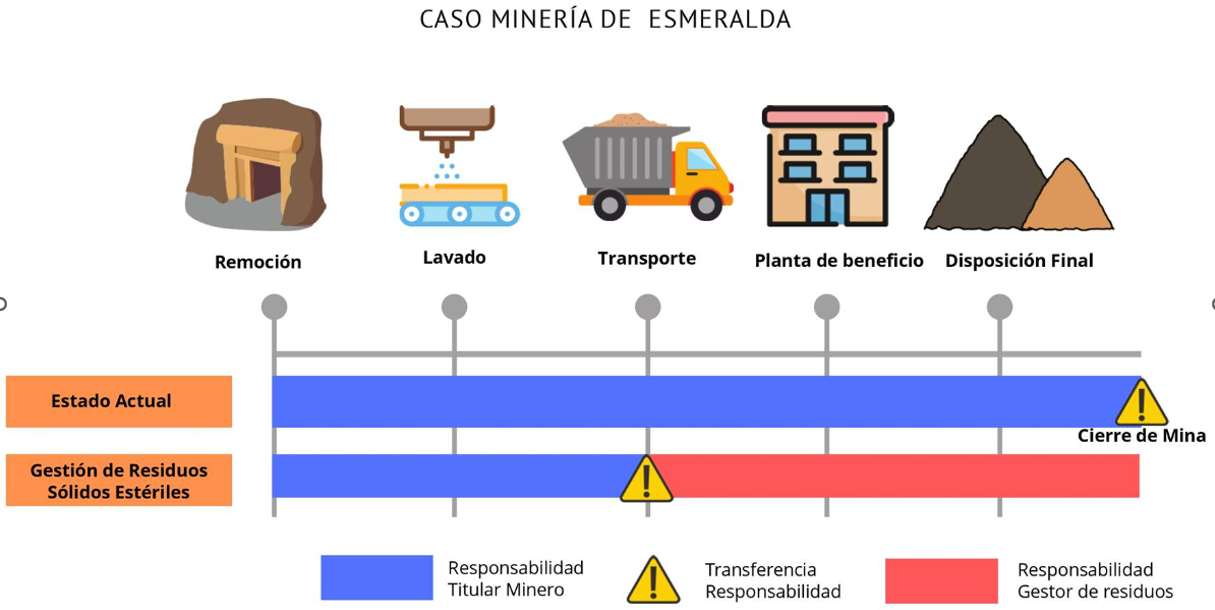 CASO MINERÍA DE ESMERALDA
Remoción
Lavado
Transporte
Planta de beneficio
Disposición Final
Estado Actual
Cierre de Mina
Gestión de Residuos
Sólidos Estériles
Responsabilidad
Titular Minero
Transferencia
Responsabilidad
Responsabilidad
Gestor de residuos